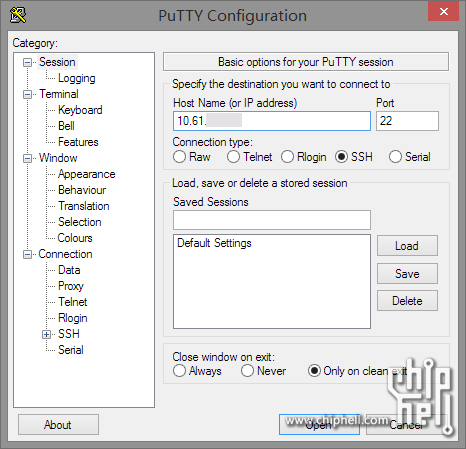 PuTTY Configuration
Category:
Session
Logging
Terminal
Keyboard
Bell
Features
Window
Appearance
Behaviour
Translation
Selection
Colours
Connection
Data
Proxy
Telnet
Rlogin
SSH
Serial
Basic options for your PuTTY session
Specify the destination you want to connect to
Host Name (or IP address) Port
10.61. 22
Connection type:
Raw Telnet Rlogin SSH Serial
Load, save or delete a stored session
Saved Sessions
Default Settings
Load
Save
Delete
Close window on exit:
Always Never Only on clean exit
About Open Cancel
chip hell
www.chiphell.com